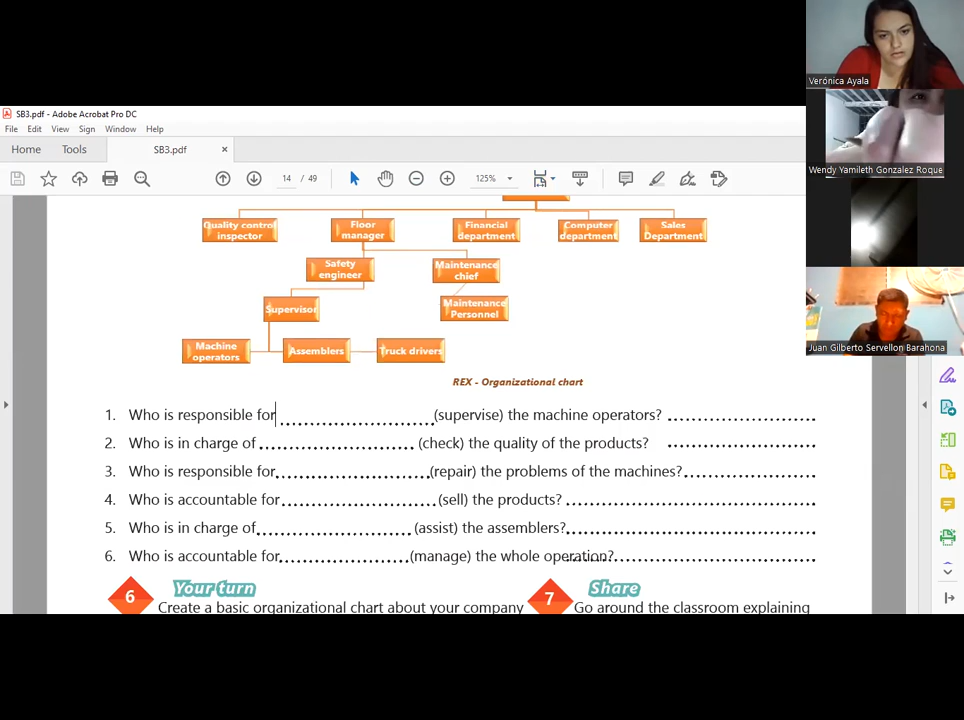 SB3.pdf - Adobe Acrobat Pro DC
File Edit View Sign Window Help
Home Tools SB3.pdf ×
14 / 49 125%
Quality control inspector
Floor manager
Financial department
Computer department
Sales Department
Safety engineer
Maintenance chief
Supervisor
Maintenance Personnel
Machine operators
Assemblers
Truck drivers
REX - Organizational chart
1. Who is responsible for ................................ (supervise) the machine operators? ................................
2. Who is in charge of ................................ (check) the quality of the products? ................................
3. Who is responsible for................................(repair) the problems of the machines?................................
4. Who is accountable for................................ (sell) the products? ................................
5. Who is in charge of................................ (assist) the assemblers?................................
6. Who is accountable for................................(manage) the whole operation?................................
6 Your turn
Create a basic organizational chart about your company
7 Share
Go around the classroom explaining
Verónica Ayala
Wendy Yamileth Gonzalez Roque
Juan Gilberto Servellon Barahona